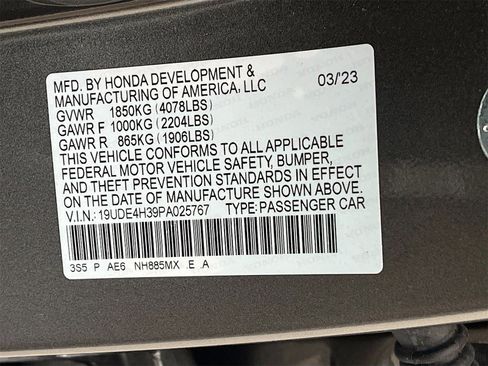 MFD. BY HONDA DEVELOPMENT &
MANUFACTURING OF AMERICA, LLC 03/23
GVWR 1850KG (4078LBS)
GAWR F 1000KG (2204LBS)
GAWR R 865KG (1906LBS)
THIS VEHICLE CONFORMS TO ALL APPLICABLE
FEDERAL MOTOR VEHICLE SAFETY, BUMPER,
AND THEFT PREVENTION STANDARDS IN EFFECT
ON THE DATE OF MANUFACTURE SHOWN ABOVE.
V.I.N.: 19UDE4H39PA025767 TYPE:PASSENGER CAR
3S5 P AE6 NH885MX E A